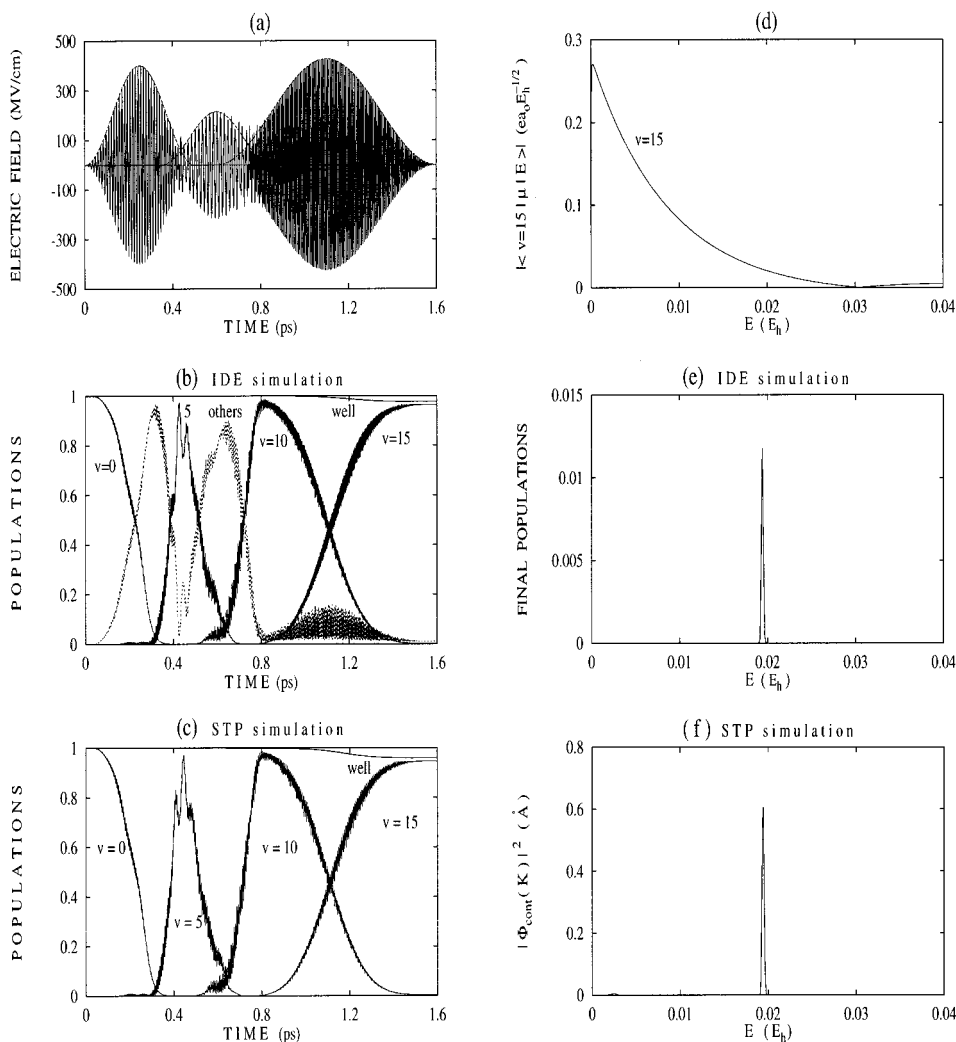 (a)
ELECTRIC FIELD (MV/cm)
500
300
100
-100
-300
-500
0
0.4
0.8
1.2
1.6
TIME (ps)
(d)
|< v=15 | μ | E >| (ea₀E_h^-1/2)
0.3
0.2
0.1
0
v=15
0
0.01
0.02
0.03
0.04
E (E_h)
(b) IDE simulation
POPULATIONS
1
0.8
0.6
0.4
0.2
0
v=0
5
others
v=10
well
v=15
0
0.4
0.8
1.2
1.6
TIME (ps)
(e) IDE simulation
FINAL POPULATIONS
0.015
0.01
0.005
0
0
0.01
0.02
0.03
0.04
E (E_h)
(c) STP simulation
POPULATIONS
1
0.8
0.6
0.4
0.2
0
v=0
v = 5
v = 10
well
v = 15
0
0.4
0.8
1.2
1.6
TIME (ps)
(f) STP simulation
|Φ_cont(K)|² (Å)
0.8
0.6
0.4
0.2
0
0
0.01
0.02
0.03
0.04
E (E_h)